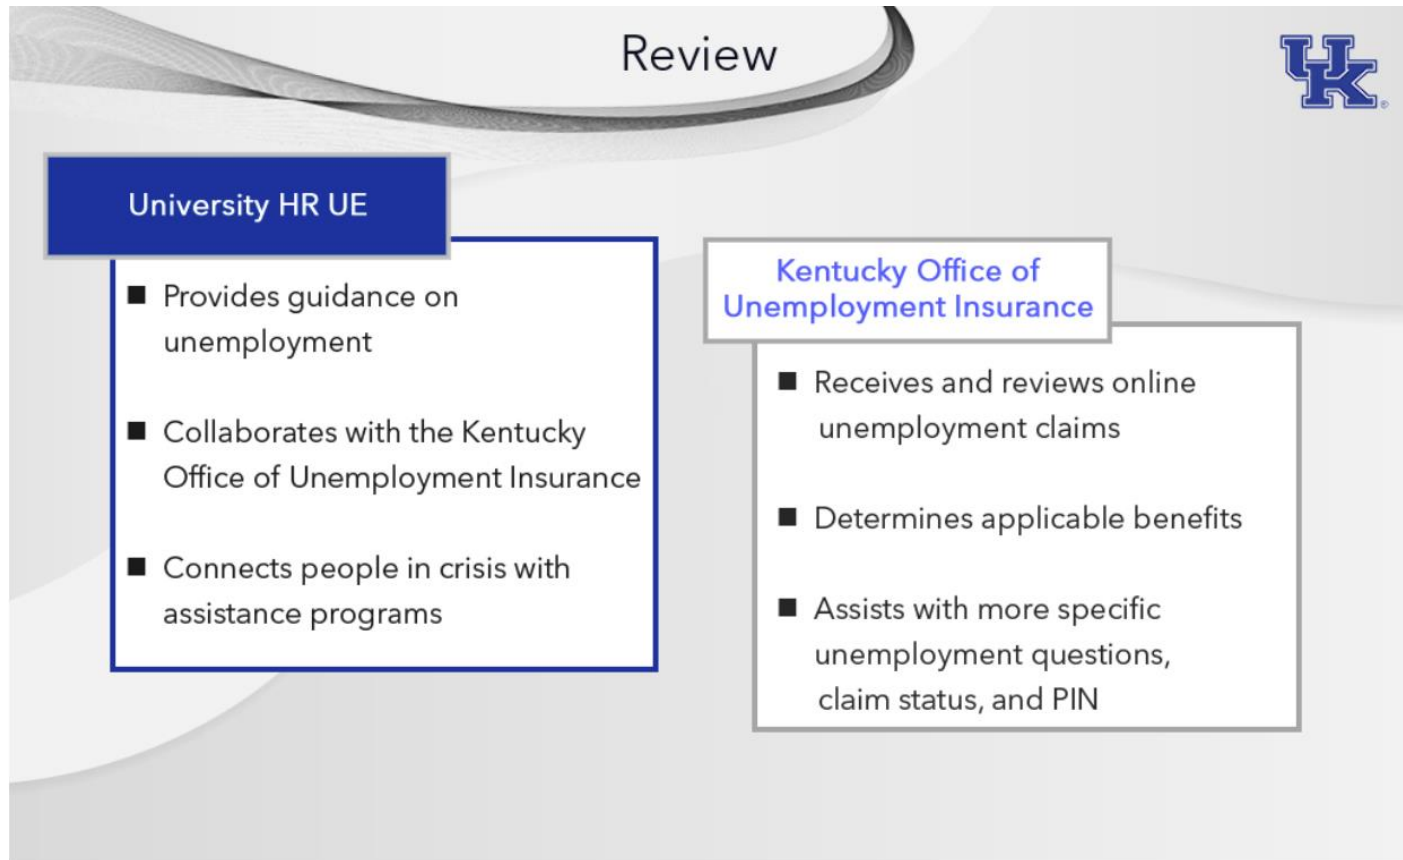 Review
UK
University HR UE
■ Provides guidance on
unemployment
■ Collaborates with the Kentucky
Office of Unemployment Insurance
■ Connects people in crisis with
assistance programs
Kentucky Office of
Unemployment Insurance
■ Receives and reviews online
unemployment claims
■ Determines applicable benefits
■ Assists with more specific
unemployment questions,
claim status, and PIN